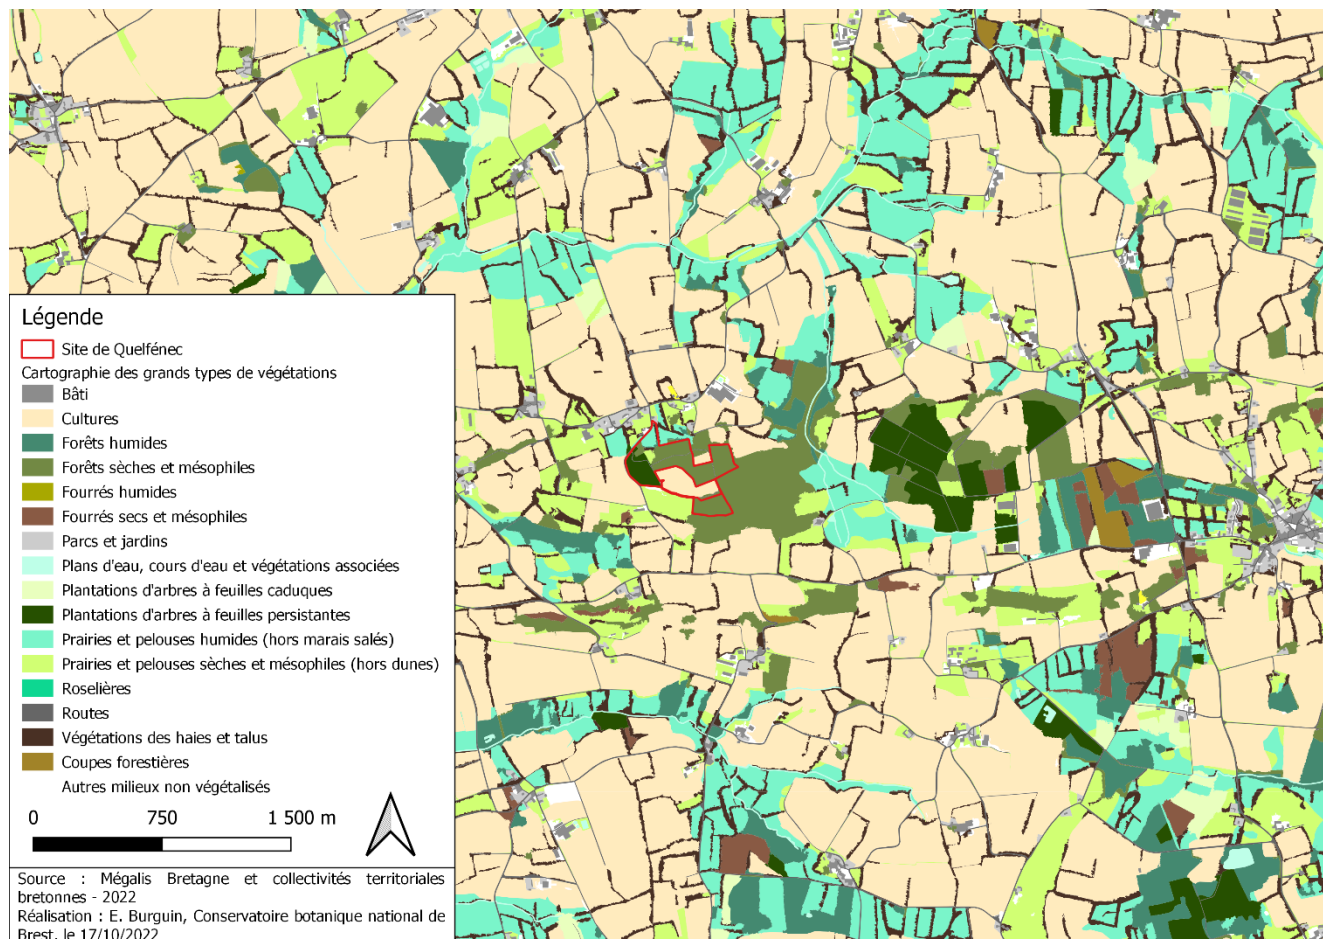 Légende
Site de Quelfénec
Cartographie des grands types de végétations
Bâti
Cultures
Forêts humides
Forêts sèches et mésophiles
Fourrés humides
Fourrés secs et mésophiles
Parcs et jardins
Plans d'eau, cours d'eau et végétations associées
Plantations d'arbres à feuilles caduques
Plantations d'arbres à feuilles persistantes
Prairies et pelouses humides (hors marais salés)
Prairies et pelouses sèches et mésophiles (hors dunes)
Roselières
Routes
Végétations des haies et talus
Coupes forestières
Autres milieux non végétalisés
0 750 1 500 m
Source : Mégalis Bretagne et collectivités territoriales
bretonnes - 2022
Réalisation : E. Burguin, Conservatoire botanique national de
Brest, le 17/10/2022